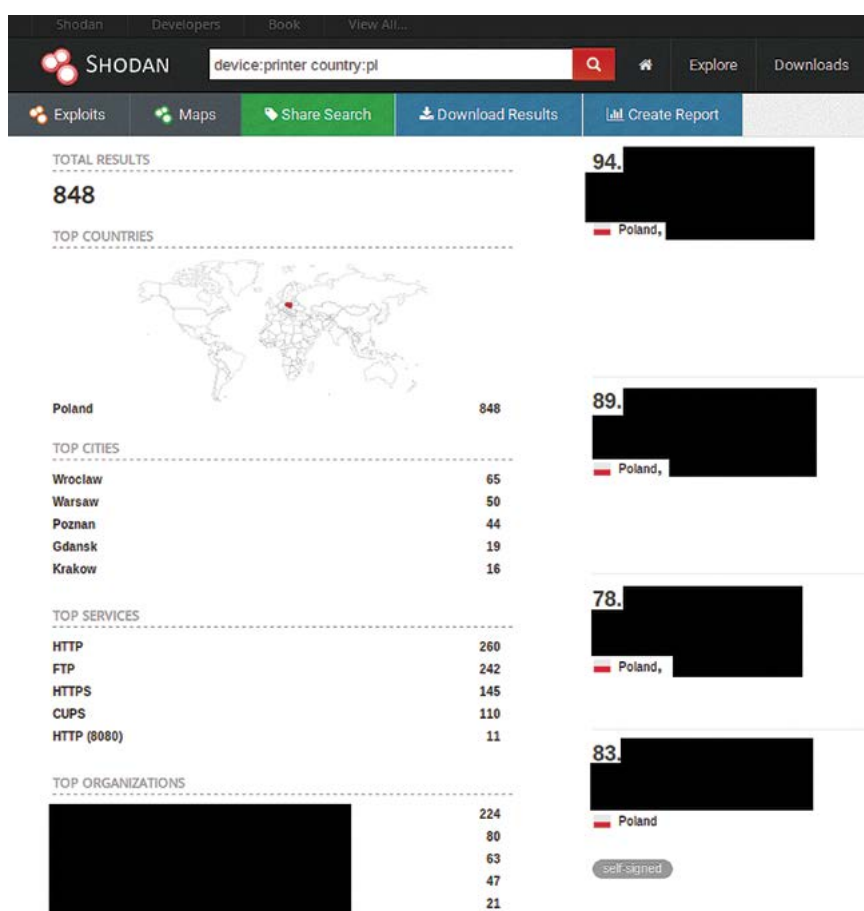 Shodan Developers Book View All...
SHODAN device:printer country:pl Explore Downloads
Exploits Maps Share Search Download Results Create Report
TOTAL RESULTS
848
TOP COUNTRIES
Poland 848
TOP CITIES
Wroclaw 65
Warsaw 50
Poznan 44
Gdansk 19
Krakow 16
TOP SERVICES
HTTP 260
FTP 242
HTTPS 145
CUPS 110
HTTP (8080) 11
TOP ORGANIZATIONS
224
80
63
47
21
94.
Poland,
89.
Poland,
78.
Poland,
83.
Poland
self-signed